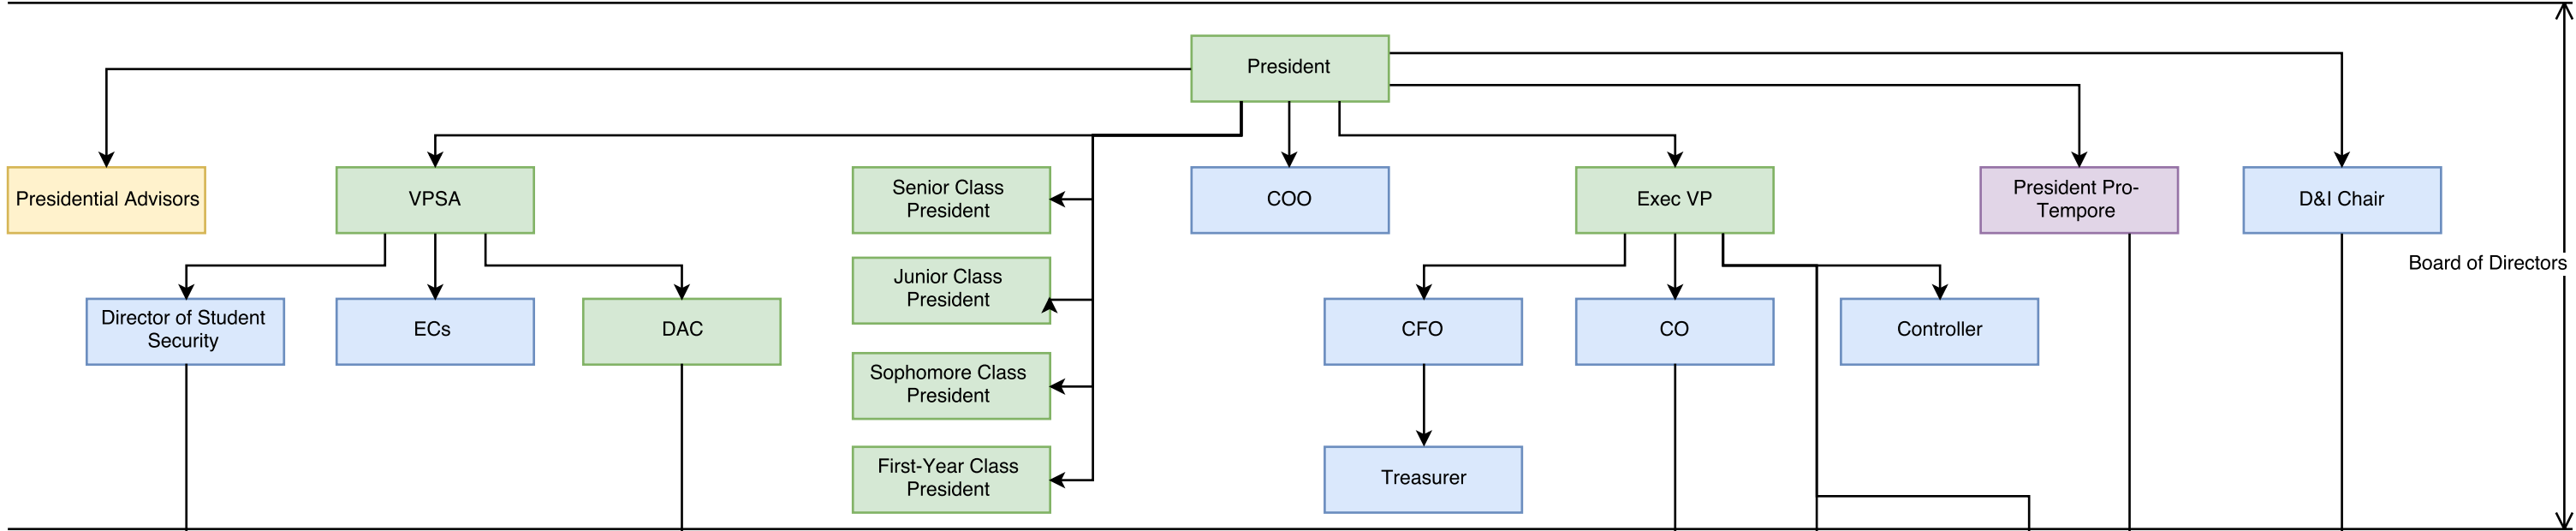 President
Presidential Advisors
VPSA
Senior Class
President
COO
Exec VP
President Pro-
Tempore
D&I Chair
Board of Directors
Junior Class
President
Director of Student
Security
ECs
DAC
CFO
CO
Controller
Sophomore Class
President
First-Year Class
President
Treasurer